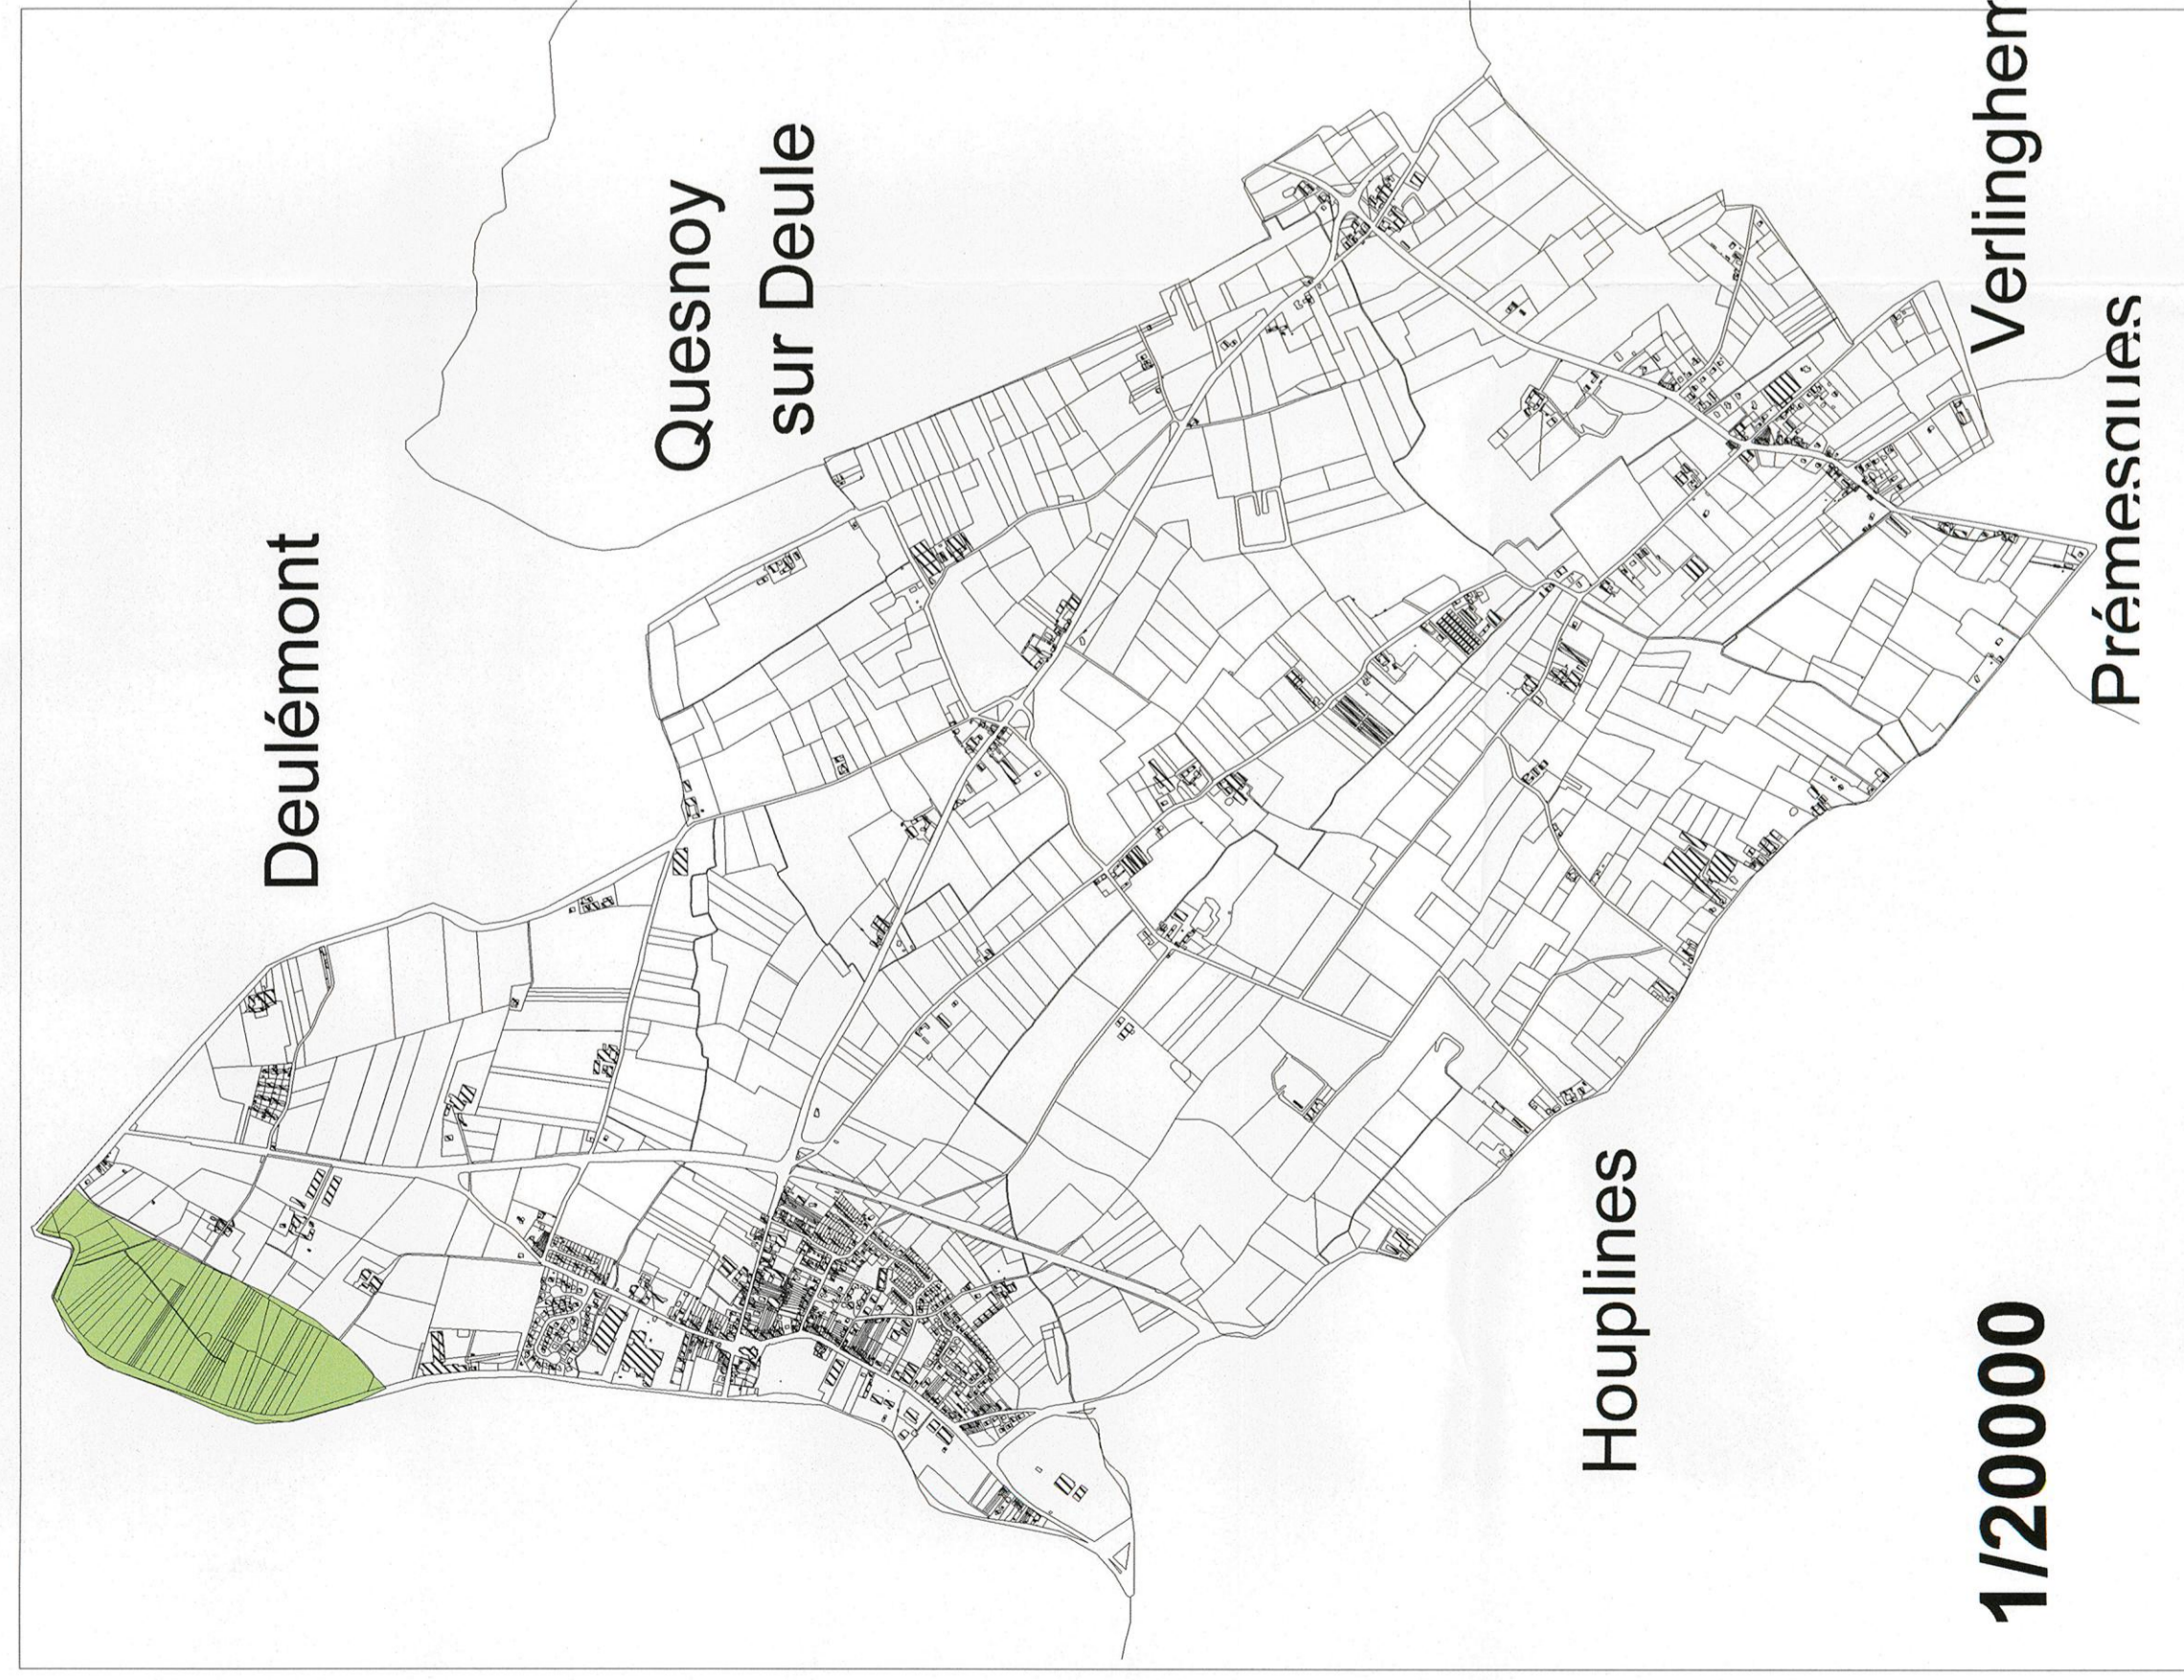 Deulémont
Quesnoy
sur Deule
Verlinghem
Prémesques
Houplines
1/20000